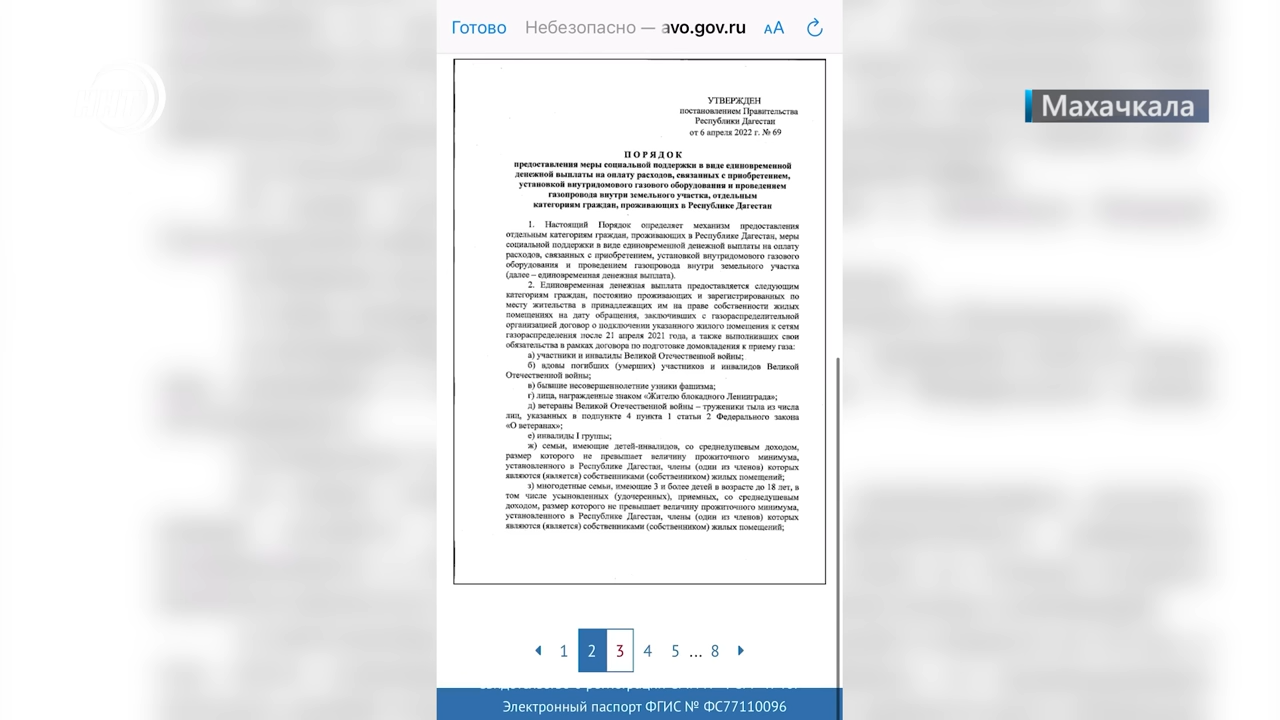 Готово
Небезопасно — avo.gov.ru
АА
Махачкала
УТВЕРЖДЕН
постановлением Правительства
Республики Дагестан
от 6 апреля 2022 г. № 69
П О Р Я Д О К
предоставления меры социальной поддержки в виде единовременной
денежной выплаты на оплату расходов, связанных с приобретением,
установкой внутридомового газового оборудования и проведением
газопровода внутри земельного участка, отдельным
категориям граждан, проживающих в Республике Дагестан
1. Настоящий Порядок определяет механизм предоставления
отдельным категориям граждан, проживающих в Республике Дагестан, меры
социальной поддержки в виде единовременной денежной выплаты на оплату
расходов, связанных с приобретением, установкой внутридомового газового
оборудования и проведением газопровода внутри земельного участка
(далее – единовременная денежная выплата).
2. Единовременная денежная выплата предоставляется следующим
категориям граждан, постоянно проживающих и зарегистрированных по
месту жительства в принадлежащих им на праве собственности жилых
помещениях на дату обращения, заключивших с газораспределительной
организацией договор о подключении указанного жилого помещения к сетям
газораспределения после 21 апреля 2021 года, а также выполнивших свои
обязательства в рамках договора по подготовке домовладения к приему газа:
а) участники и инвалиды Великой Отечественной войны;
б) вдовы погибших (умерших) участников и инвалидов Великой
Отечественной войны;
в) бывшие несовершеннолетние узники фашизма;
г) лица, награжденные знаком «Жителю блокадного Ленинграда»;
д) ветераны Великой Отечественной войны – труженики тыла из числа
лиц, указанных в подпункте 4 пункта 1 статьи 2 Федерального закона
«О ветеранах»;
е) инвалиды I группы;
ж) семьи, имеющие детей-инвалидов, со среднедушевым доходом,
размер которого не превышает величину прожиточного минимума,
установленного в Республике Дагестан, члены (один из членов) которых
являются (является) собственниками (собственником) жилых помещений;
з) многодетные семьи, имеющие 3 и более детей в возрасте до 18 лет, в
том числе усыновленных (удочеренных), приемных, со среднедушевым
доходом, размер которого не превышает величину прожиточного минимума,
установленного в Республике Дагестан, члены (один из членов) которых
являются (является) собственниками (собственником) жилых помещений;
1 2 3 4 5 ... 8
Электронный паспорт ФГИС № ФС77110096